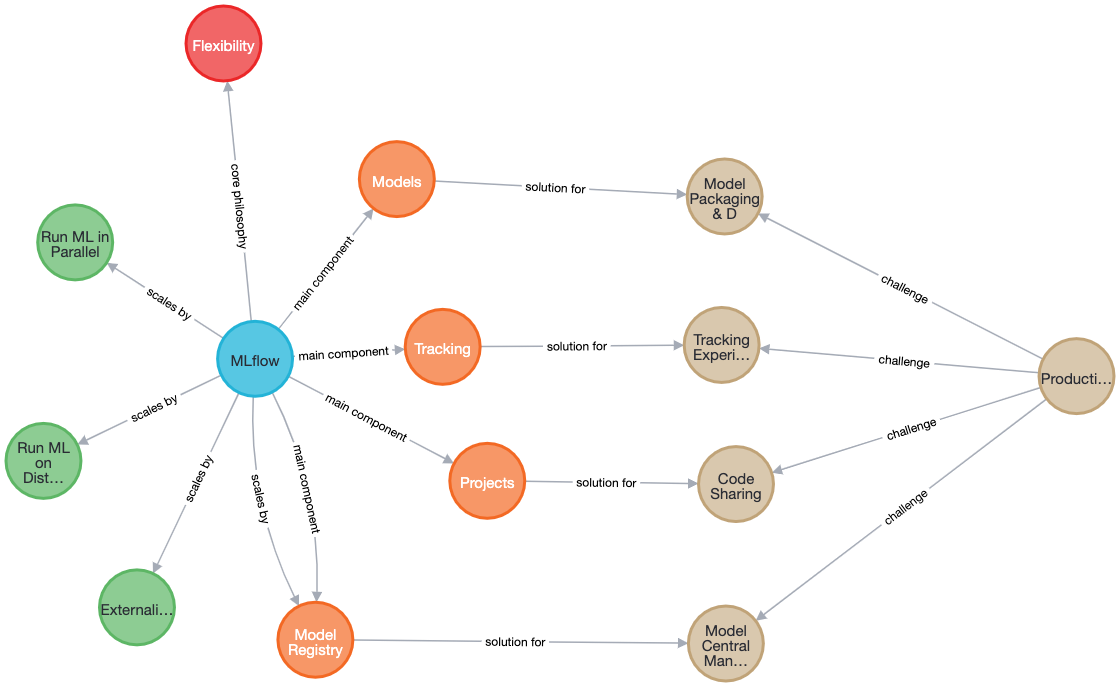 Flexibility
core philosophy
Models
solution for
Model
Packaging
& D
Run ML in
Parallel
main component
challenge
scales by
MLflow
main component
Tracking
solution for
Tracking
Experi…
challenge
Producti…
scales by
main component
challenge
Run ML
on
Dist…
scales by
scales by
main component
Projects
solution for
Code
Sharing
challenge
Externali…
Model
Registry
solution for
Model
Central
Man…